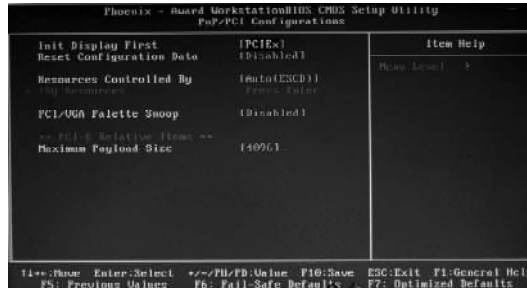 Phoenix - Award WorkstationBIOS CMOS Setup Utility
PnP/PCI Configurations
Init Display First [PCIEx]
Reset Configuration Data [Disabled]
Resources Controlled By [Auto(ESCD)]
x IRQ Resources Press Enter
PCI/VGA Palette Snoop [Disabled]
** PCI-E Relative Items **
Maximum Payload Size [4096]
Item Help
Menu Level ▸
↑↓→←:Move Enter:Select +/-/PU/PD:Value F10:Save ESC:Exit F1:General Hel
F5: Previous Values F6: Fail-Safe Defaults F7: Optimized Defaults